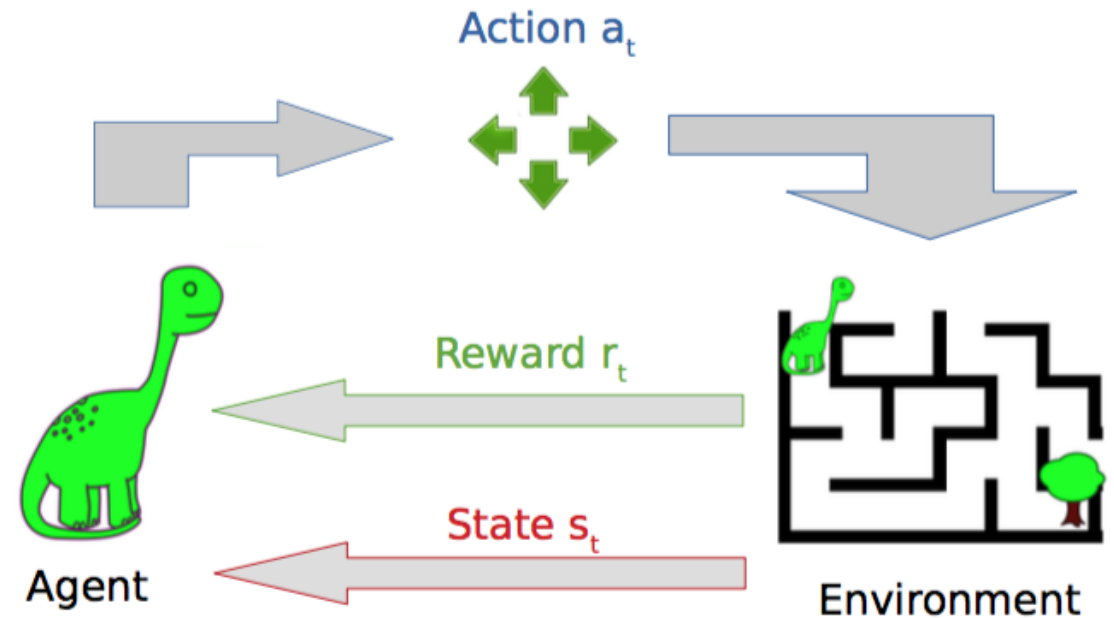 Action aₜ
Reward rₜ
State sₜ
Agent
Environment